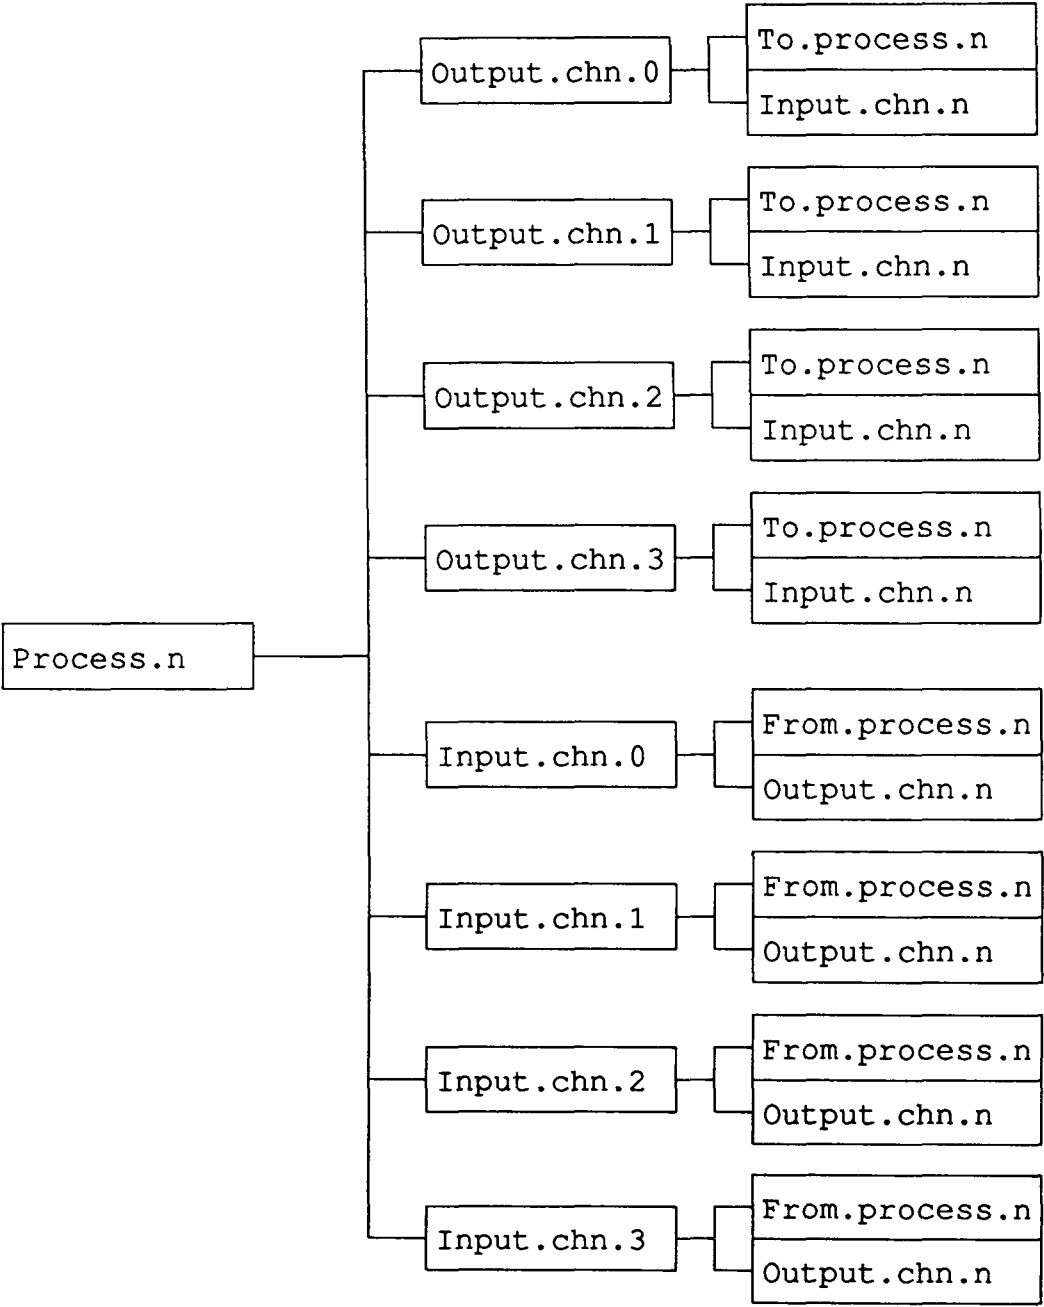 To.process.n
Output.chn.0
Input.chn.n
To.process.n
Output.chn.1
Input.chn.n
To.process.n
Output.chn.2
Input.chn.n
To.process.n
Output.chn.3
Input.chn.n
Process.n
From.process.n
Input.chn.0
Output.chn.n
From.process.n
Input.chn.1
Output.chn.n
From.process.n
Input.chn.2
Output.chn.n
From.process.n
Input.chn.3
Output.chn.n